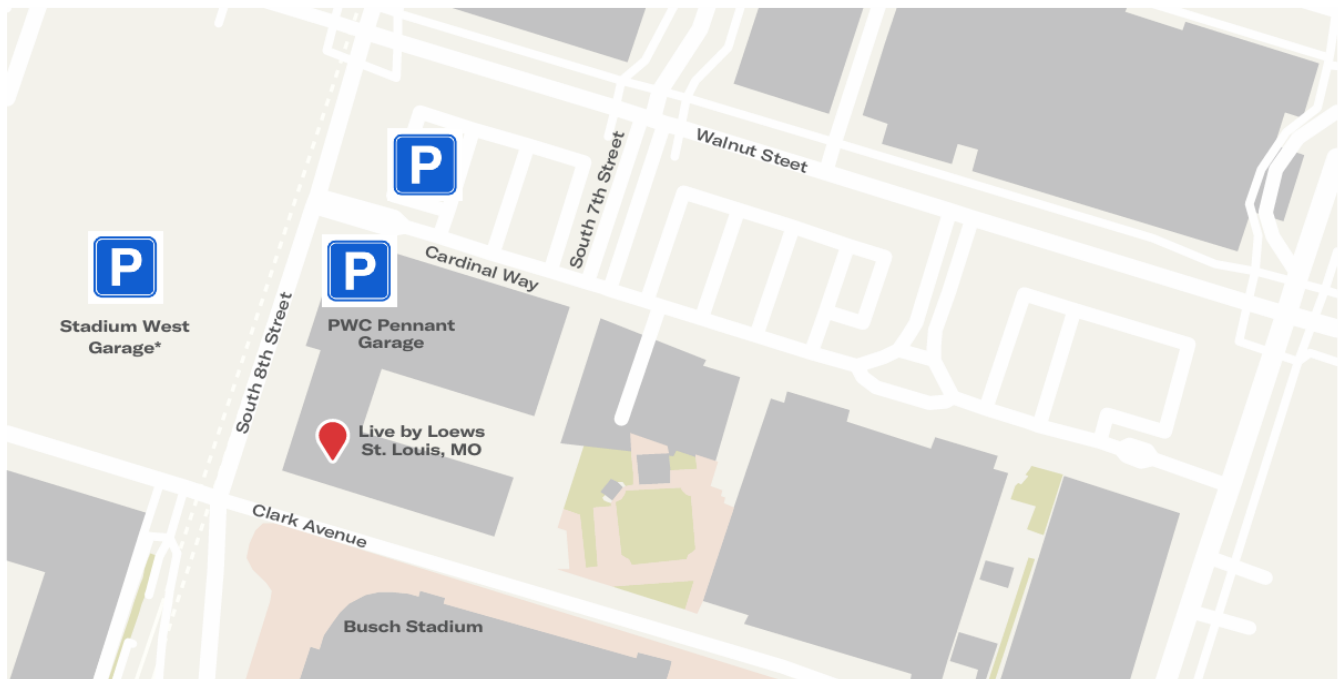 P
Walnut Steet
South 7th Street
P
Cardinal Way
P
Stadium West
Garage*
South 8th Street
PWC Pennant
Garage
Live by Loews
St. Louis, MO
Clark Avenue
Busch Stadium